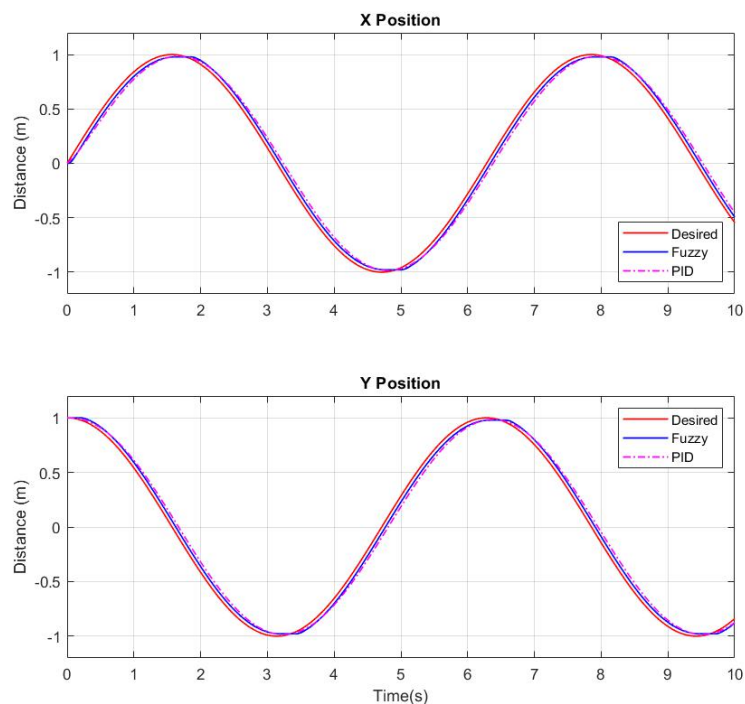 X Position
Distance (m)
1
0.5
0
-0.5
-1
Desired
Fuzzy
PID
0 1 2 3 4 5 6 7 8 9 10
Y Position
Distance (m)
1
0.5
0
-0.5
-1
Desired
Fuzzy
PID
0 1 2 3 4 5 6 7 8 9 10
Time(s)